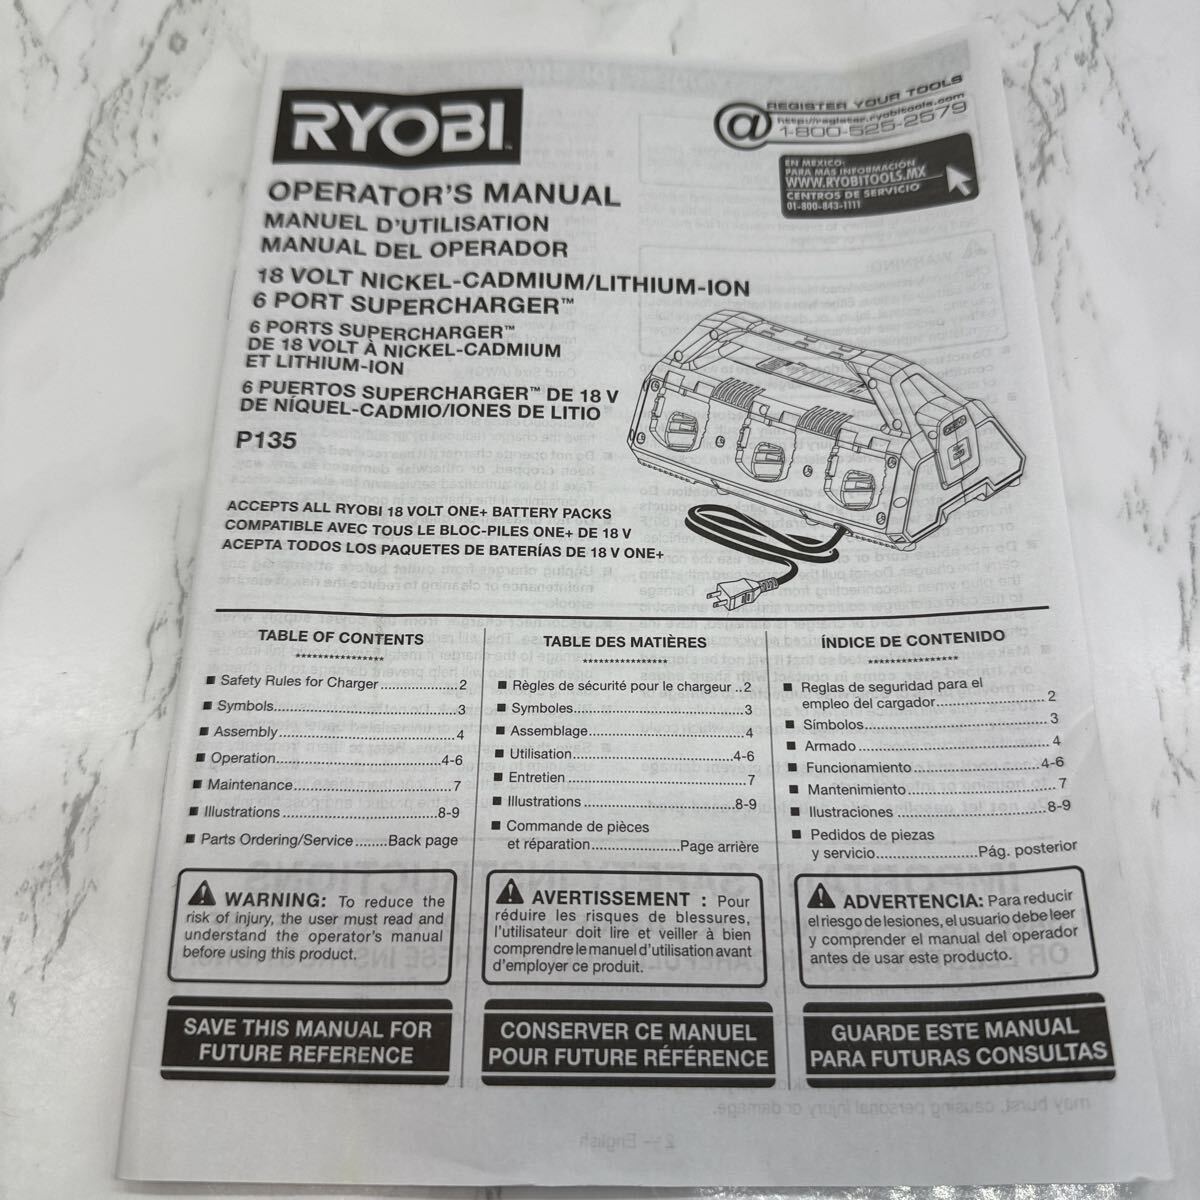 RYOBI
REGISTER YOUR TOOLS
http://register.ryobitools.com
1-800-525-2579
EN MEXICO:
PARA MÁS INFORMACIÓN
WWW.RYOBITOOLS.MX
CENTROS DE SERVICIO
01-800-843-1111
OPERATOR'S MANUAL
MANUEL D'UTILISATION
MANUAL DEL OPERADOR
18 VOLT NICKEL-CADMIUM/LITHIUM-ION
6 PORT SUPERCHARGER™
6 PORTS SUPERCHARGER™
DE 18 VOLT À NICKEL-CADMIUM
ET LITHIUM-ION
6 PUERTOS SUPERCHARGER™ DE 18 V
DE NÍQUEL-CADMIO/IONES DE LITIO
P135
ACCEPTS ALL RYOBI 18 VOLT ONE+ BATTERY PACKS
COMPATIBLE AVEC TOUS LE BLOC-PILES ONE+ DE 18 V
ACEPTA TODOS LOS PAQUETES DE BATERÍAS DE 18 V ONE+
TABLE OF CONTENTS
****************
■ Safety Rules for Charger..................2
■ Symbols...........................................3
■ Assembly..........................................4
■ Operation.......................................4-6
■ Maintenance.....................................7
■ Illustrations....................................8-9
■ Parts Ordering/Service........Back page
⚠ WARNING: To reduce the
risk of injury, the user must read and
understand the operator's manual
before using this product.
SAVE THIS MANUAL FOR
FUTURE REFERENCE
TABLE DES MATIÈRES
****************
■ Règles de sécurité pour le chargeur ..2
■ Symboles........................................3
■ Assemblage.....................................4
■ Utilisation......................................4-6
■ Entretien..........................................7
■ Illustrations...................................8-9
■ Commande de pièces
et réparation.....................Page arrière
⚠ AVERTISSEMENT : Pour
réduire les risques de blessures,
l'utilisateur doit lire et veiller à bien
comprendre le manuel d'utilisation avant
d'employer ce produit.
CONSERVER CE MANUEL
POUR FUTURE RÉFÉRENCE
ÍNDICE DE CONTENIDO
****************
■ Reglas de seguridad para el
empleo del cargador..........................2
■ Símbolos...........................................3
■ Armado.............................................4
■ Funcionamiento..............................4-6
■ Mantenimiento...................................7
■ Ilustraciones...................................8-9
■ Pedidos de piezas
y servicio........................Pág. posterior
⚠ ADVERTENCIA: Para reducir
el riesgo de lesiones, el usuario debe leer
y comprender el manual del operador
antes de usar este producto.
GUARDE ESTE MANUAL
PARA FUTURAS CONSULTAS